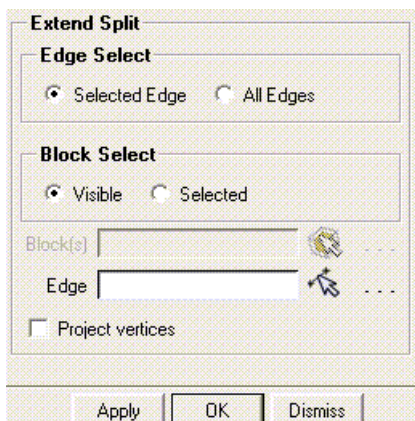 Extend Split
Edge Select
Selected Edge All Edges
Block Select
Visible Selected
Block(s) ...
Edge ...
Project vertices
Apply OK Dismiss